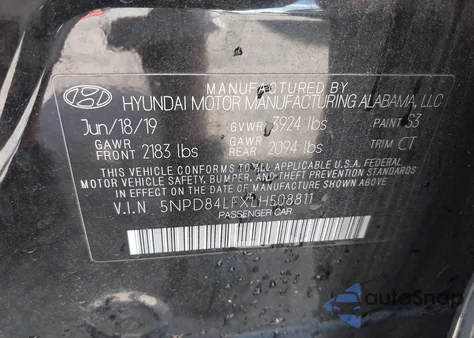 MANUFACTURED BY
HYUNDAI MOTOR MANUFACTURING ALABAMA, LLC
Jun/18/19 GVWR 3924 lbs PAINT S3
GAWR FRONT 2183 lbs GAWR REAR 2094 lbs TRIM CT
THIS VEHICLE CONFORMS TO ALL APPLICABLE U.S.A. FEDERAL
MOTOR VEHICLE SAFETY, BUMPER, AND THEFT PREVENTION STANDARDS
IN EFFECT ON THE DATE OF MANUFACTURE SHOWN ABOVE.
V.I.N. 5NPD84LFXLH508811
PASSENGER CAR
autoSnap